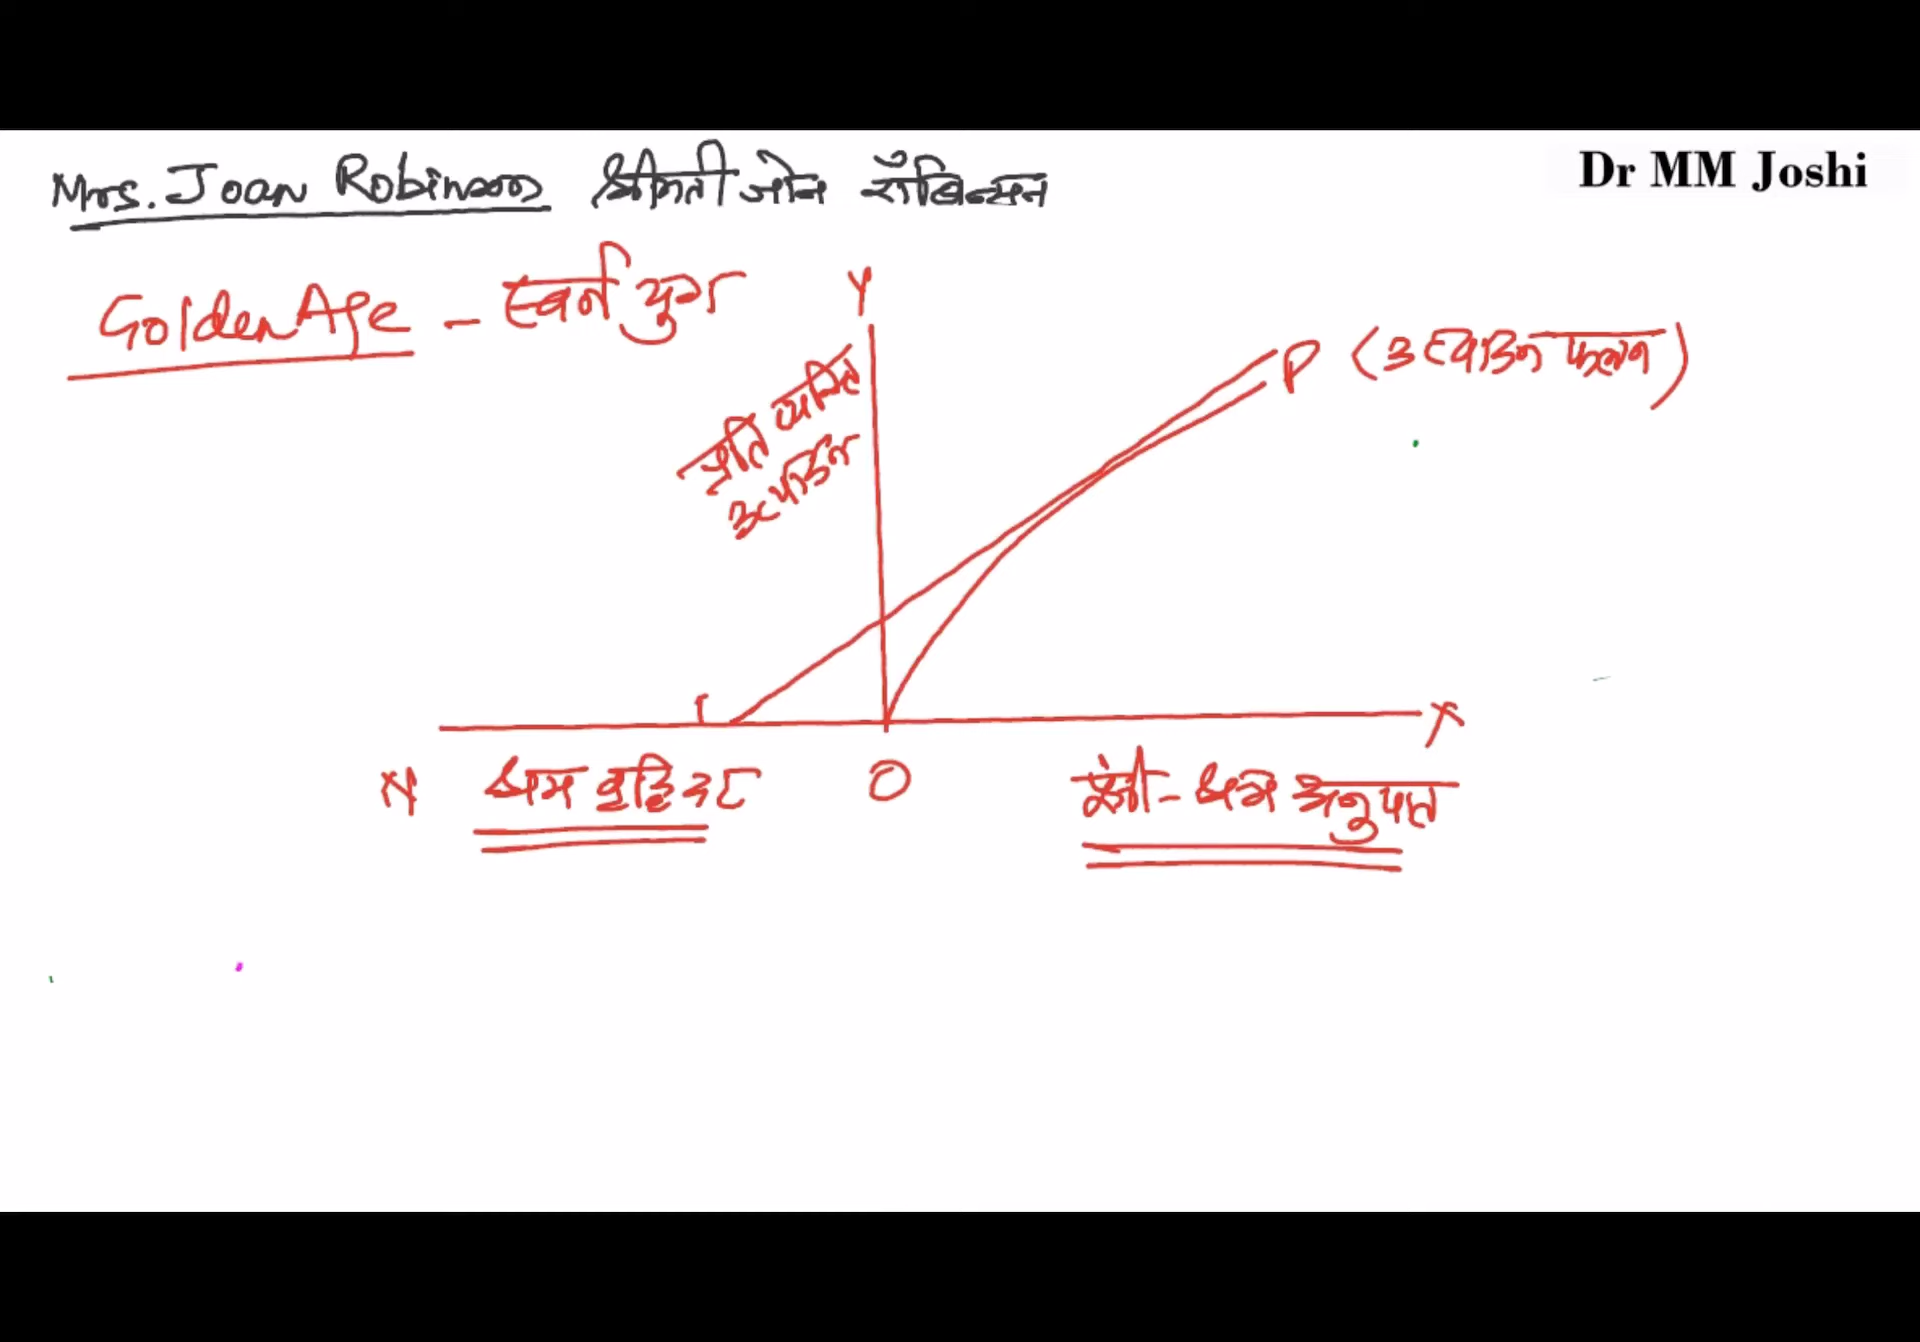 Mrs. Joan Robinson श्रीमती जोन रॉबिन्सन
Dr MM Joshi
Golden Age - स्वर्ण युग
Y
प्रति व्यक्ति
उत्पादन
P (उत्पादन फलन)
X
N श्रम वृद्धि दर
O
पूंजी - श्रम अनुपात